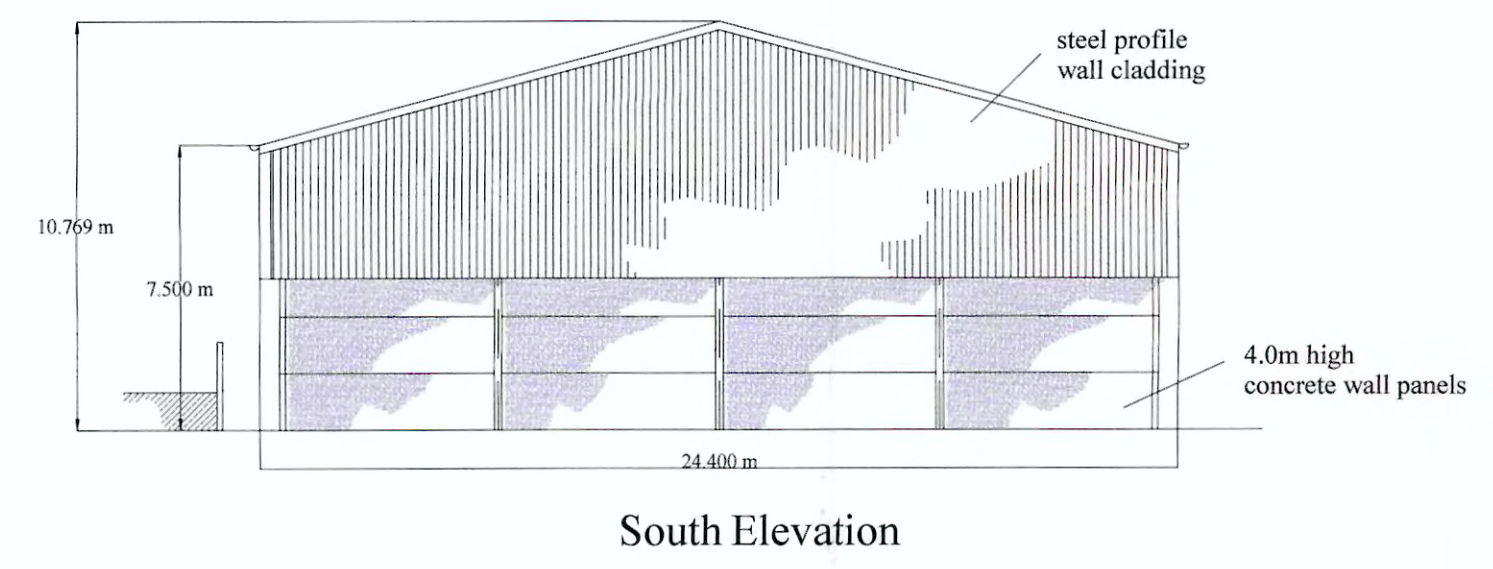 steel profile
wall cladding
10.769 m
7.500 m
4.0m high
concrete wall panels
24.400 m
South Elevation